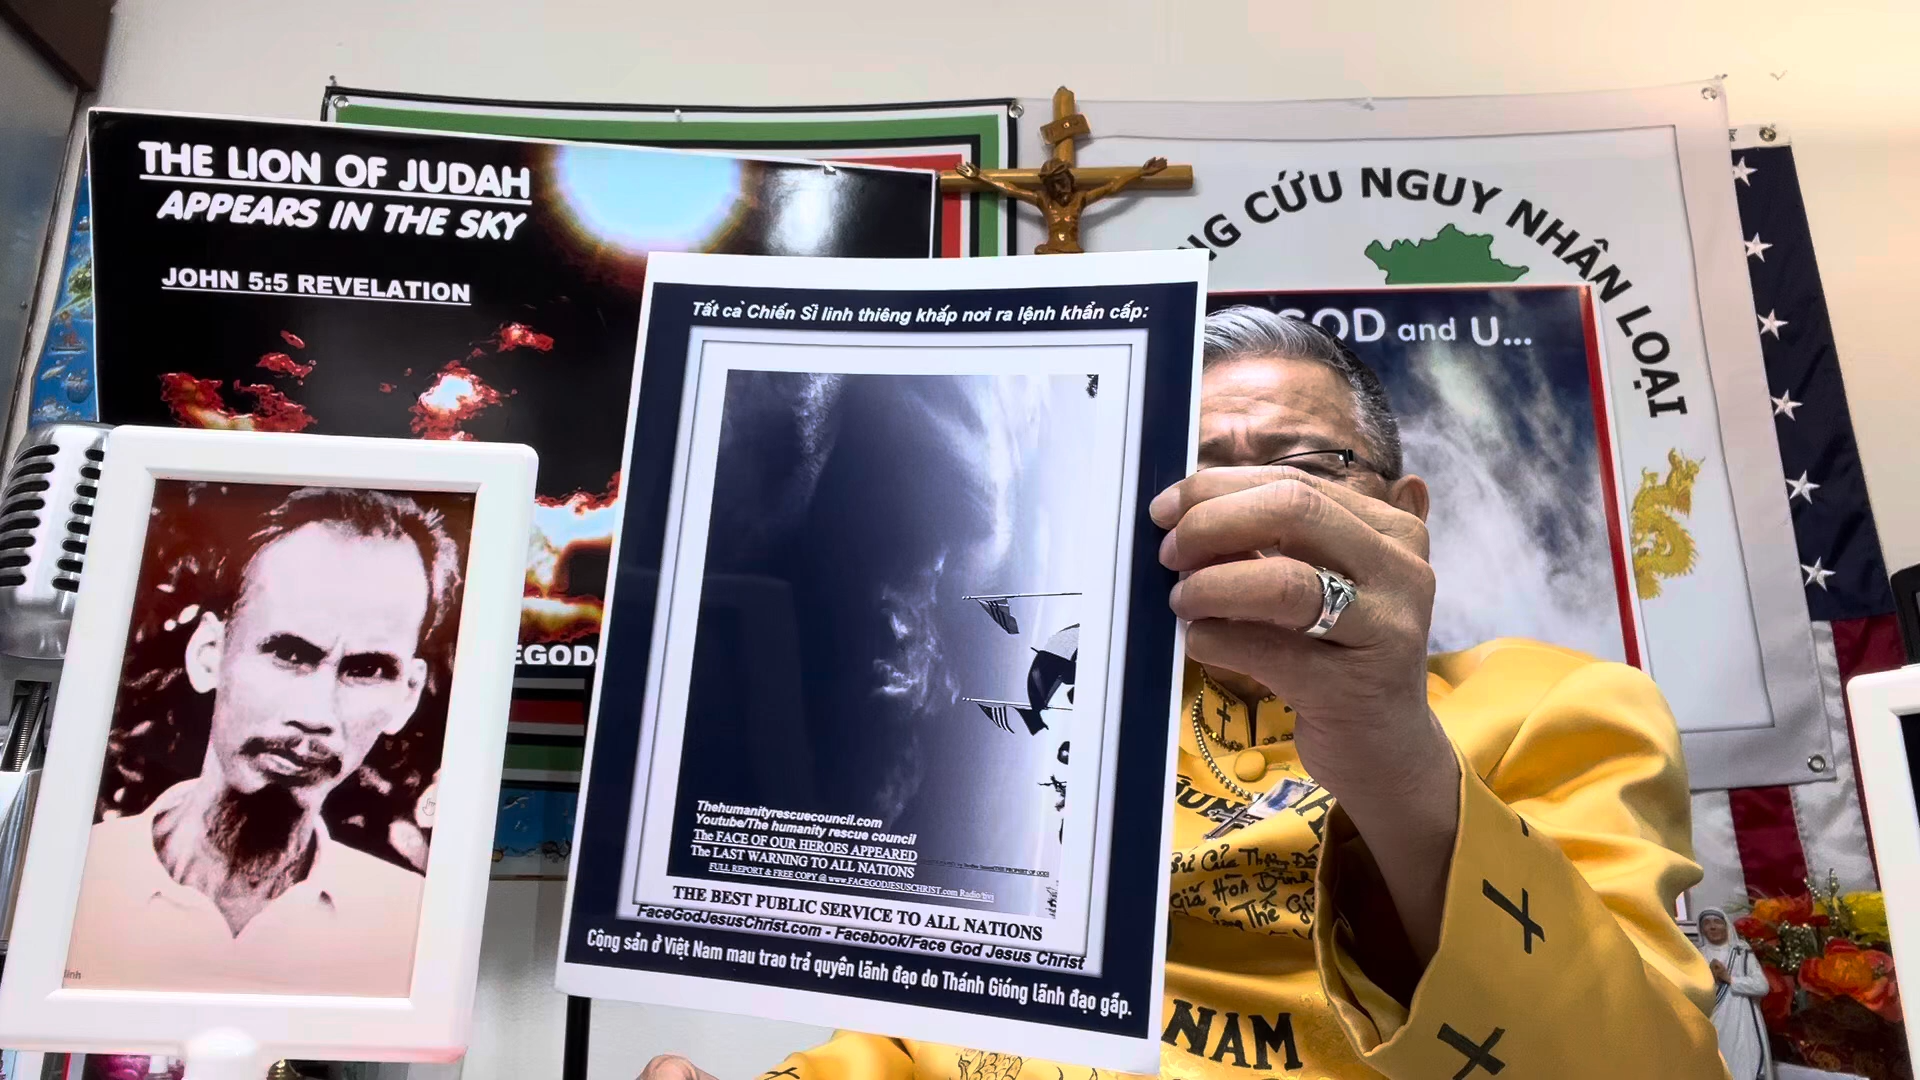 THE LION OF JUDAH
APPEARS IN THE SKY
JOHN 5:5 REVELATION
EGOD
NG CỨU NGUY NHÂN LOẠI
GOD and U...
Tất cả Chiến Sĩ linh thiêng khắp nơi ra lệnh khẩn cấp:
Thehumanityrescuecouncil.com
Youtube/The humanity rescue council
The FACE OF OUR HEROES APPEARED
The LAST WARNING TO ALL NATIONS
FULL REPORT & FREE COPY @ www.FACEGODJESUSCHRIST.com Radio/tivi
THE BEST PUBLIC SERVICE TO ALL NATIONS
FaceGodJesusChrist.com - Facebook/Face God Jesus Christ
Cộng sản ở Việt Nam mau trao trả quyền lãnh đạo do Thánh Gióng lãnh đạo gấp.
NAM